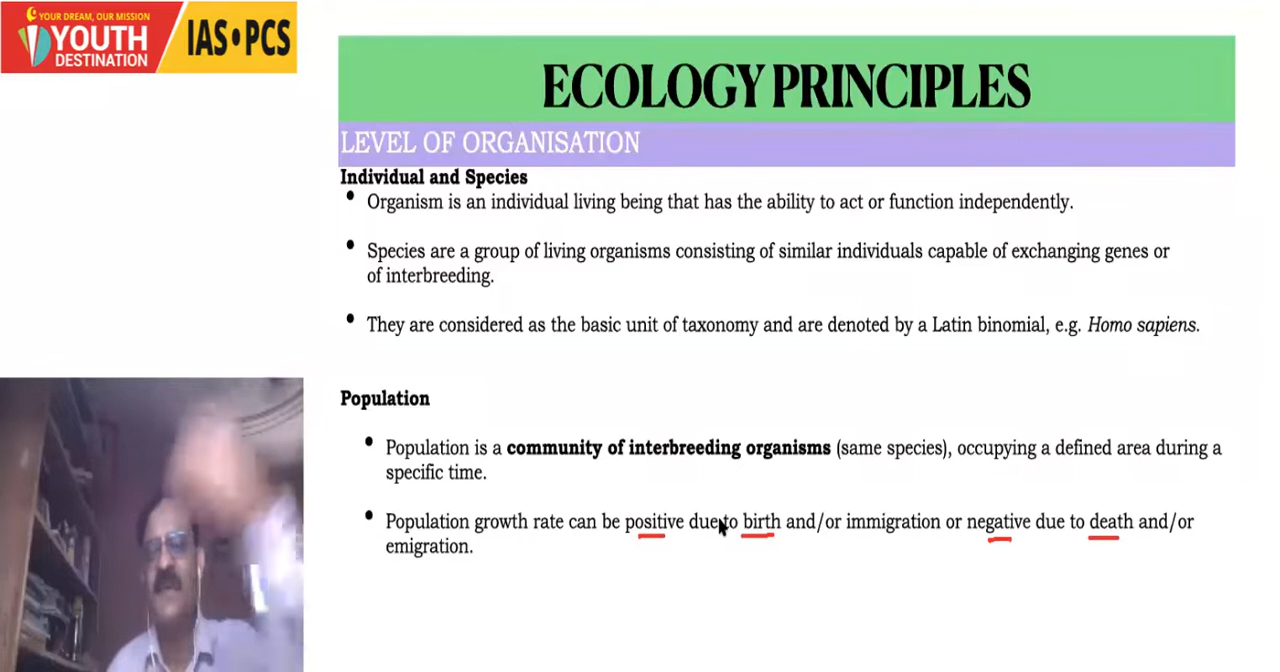 YOUR DREAM, OUR MISSION
YOUTH
DESTINATION
IAS•PCS
ECOLOGY PRINCIPLES
LEVEL OF ORGANISATION
Individual and Species
• Organism is an individual living being that has the ability to act or function independently.
• Species are a group of living organisms consisting of similar individuals capable of exchanging genes or
of interbreeding.
• They are considered as the basic unit of taxonomy and are denoted by a Latin binomial, e.g. Homo sapiens.
Population
• Population is a community of interbreeding organisms (same species), occupying a defined area during a
specific time.
• Population growth rate can be positive due to birth and/or immigration or negative due to death and/or
emigration.